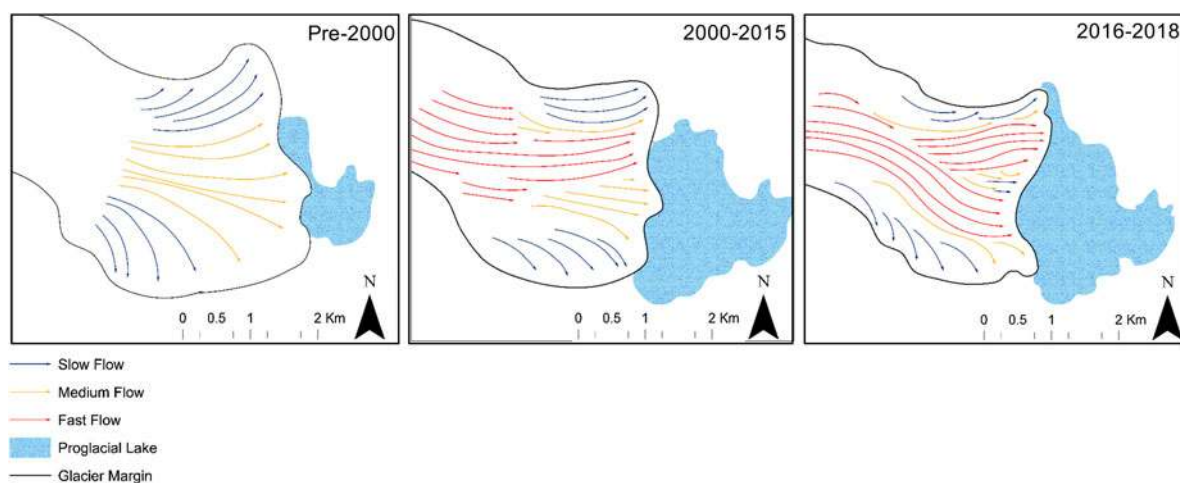 Pre-2000
N
0 0.5 1 2 Km
2000-2015
N
0 0.5 1 2 Km
2016-2018
N
0 0.5 1 2 Km
Slow Flow
Medium Flow
Fast Flow
Proglacial Lake
Glacier Margin